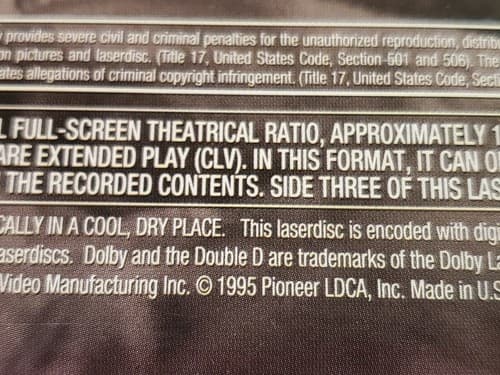 provides severe civil and criminal penalties for the unauthorized reproduction, distrib
on pictures and laserdisc. (Title 17, United States Code, Section 501 and 506). The
ates allegations of criminal copyright infringement. (Title 17, United States Code, Sec
L FULL-SCREEN THEATRICAL RATIO, APPROXIMATELY
ARE EXTENDED PLAY (CLV). IN THIS FORMAT, IT CAN O
THE RECORDED CONTENTS. SIDE THREE OF THIS LAS
CALLY IN A COOL, DRY PLACE. This laserdisc is encoded with digi
aserdiscs. Dolby and the Double D are trademarks of the Dolby La
Video Manufacturing Inc. © 1995 Pioneer LDCA, Inc. Made in U.S